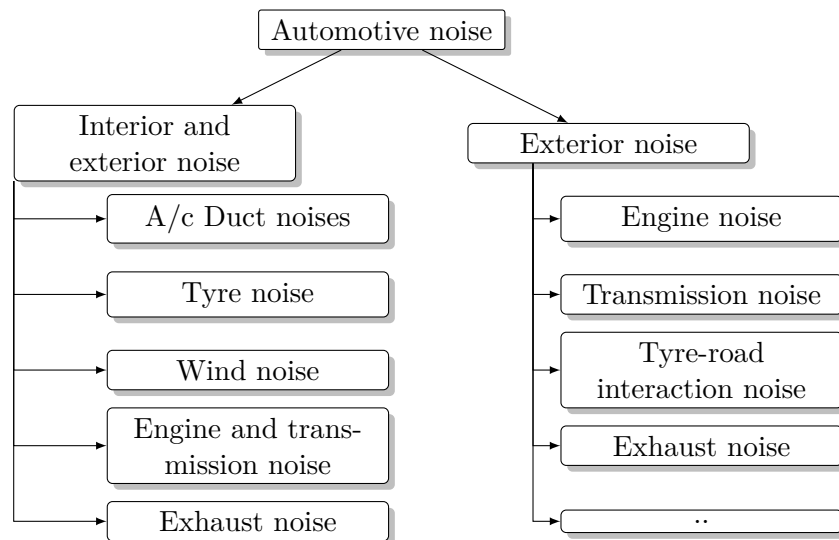 Automotive noise
Interior and
exterior noise
A/c Duct noises
Tyre noise
Wind noise
Engine and trans-
mission noise
Exhaust noise
Exterior noise
Engine noise
Transmission noise
Tyre-road
interaction noise
Exhaust noise
..